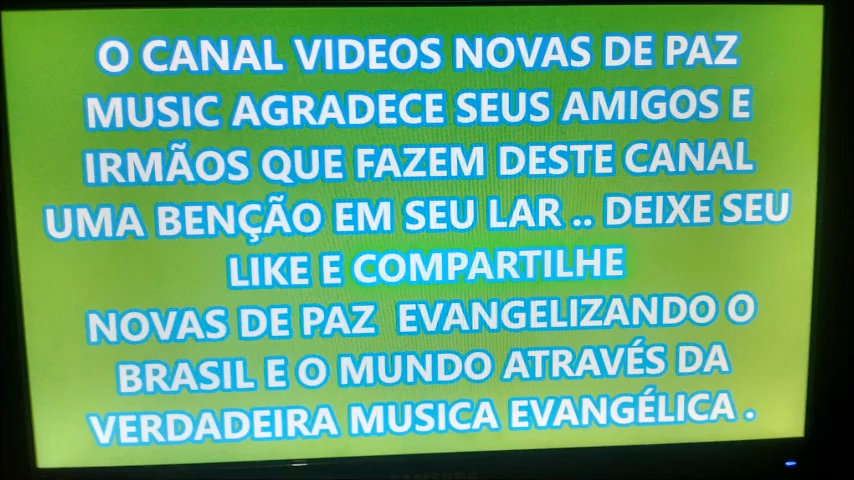 O CANAL VIDEOS NOVAS DE PAZ
MUSIC AGRADECE SEUS AMIGOS E
IRMÃOS QUE FAZEM DESTE CANAL
UMA BENÇÃO EM SEU LAR .. DEIXE SEU
LIKE E COMPARTILHE
NOVAS DE PAZ EVANGELIZANDO O
BRASIL E O MUNDO ATRAVÉS DA
VERDADEIRA MUSICA EVANGÉLICA .